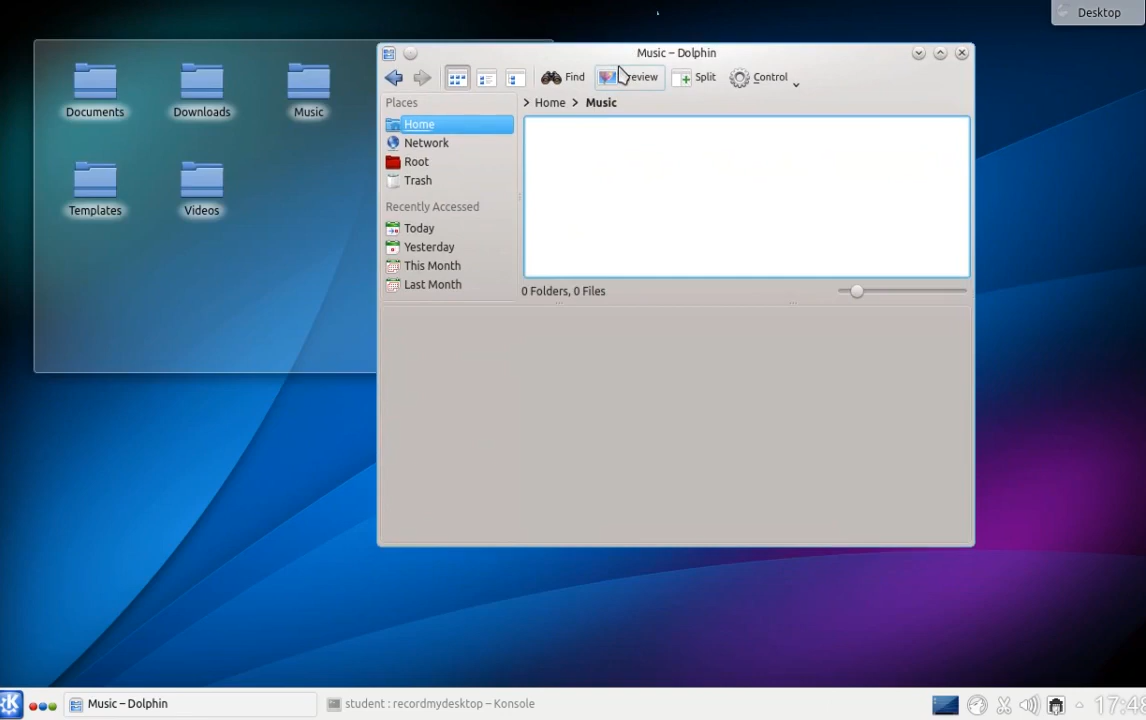 Desktop
Music – Dolphin
Find
Split
Control
Places
> Home > Music
Home
Network
Root
Trash
Recently Accessed
Today
Yesterday
This Month
Last Month
0 Folders, 0 Files
Documents
Downloads
Music
Templates
Videos
Music – Dolphin
student : recordmydesktop – Konsole